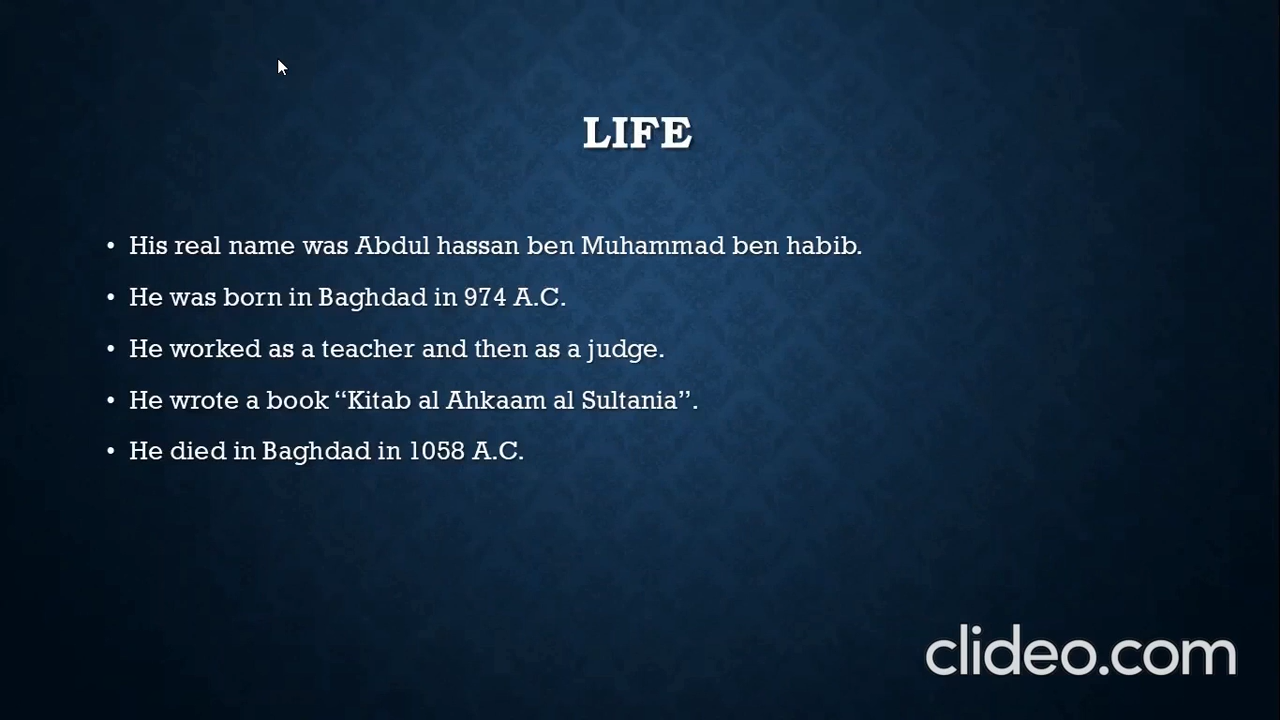 LIFE
• His real name was Abdul hassan ben Muhammad ben habib.
• He was born in Baghdad in 974 A.C.
• He worked as a teacher and then as a judge.
• He wrote a book “Kitab al Ahkaam al Sultania”.
• He died in Baghdad in 1058 A.C.
clideo.com